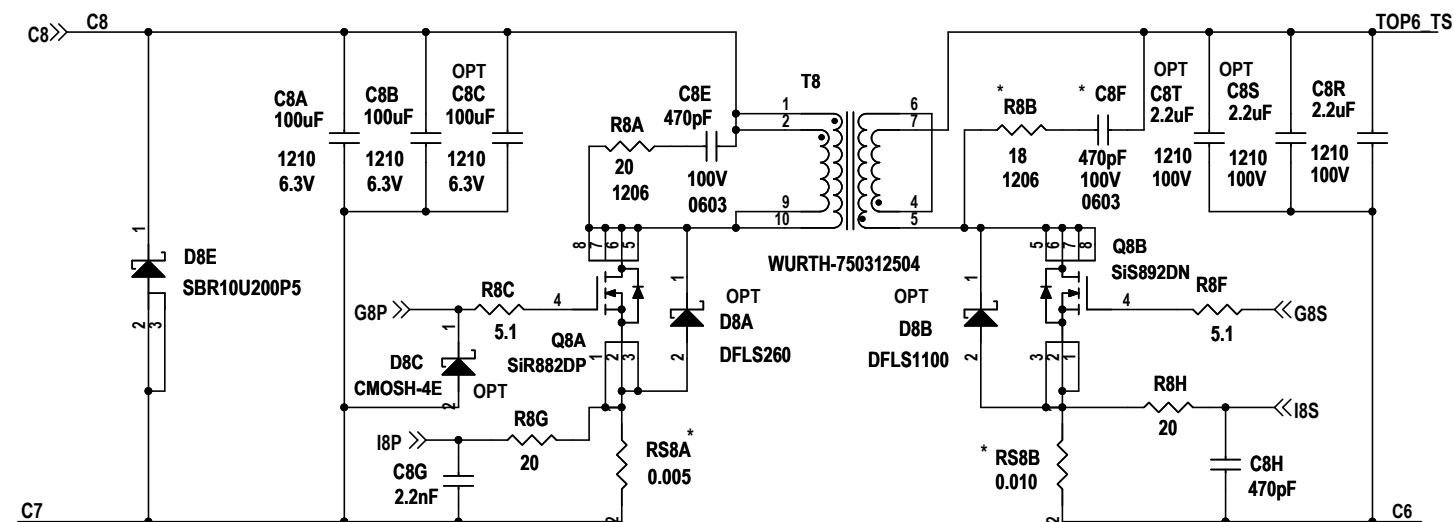 C8
C8
TOP6_TS
C8A
100uF
1210
6.3V
C8B
100uF
1210
6.3V
OPT
C8C
100uF
1210
6.3V
R8A
20
1206
C8E
470pF
100V
0603
T8
1
2
9
10
6
7
4
5
WURTH-750312504
*
R8B
18
1206
*
C8F
470pF
100V
0603
OPT
C8T
2.2uF
1210
100V
OPT
C8S
2.2uF
1210
100V
C8R
2.2uF
1210
100V
1
D8E
SBR10U200P5
2
3
G8P
1
R8C
5.1
4
8
7
6
5
Q8A
SiR882DP
1
2
3
D8C
CMOSH-4E
OPT
2
1
OPT
D8A
DFLS260
2
1
OPT
D8B
DFLS1100
2
5
6
7
8
Q8B
SiS892DN
4
3
2
1
R8F
5.1
G8S
I8P
R8G
20
C8G
2.2nF
RS8A
*
0.005
2
*
RS8B
0.010
2
R8H
20
I8S
C8H
470pF
C7
C6